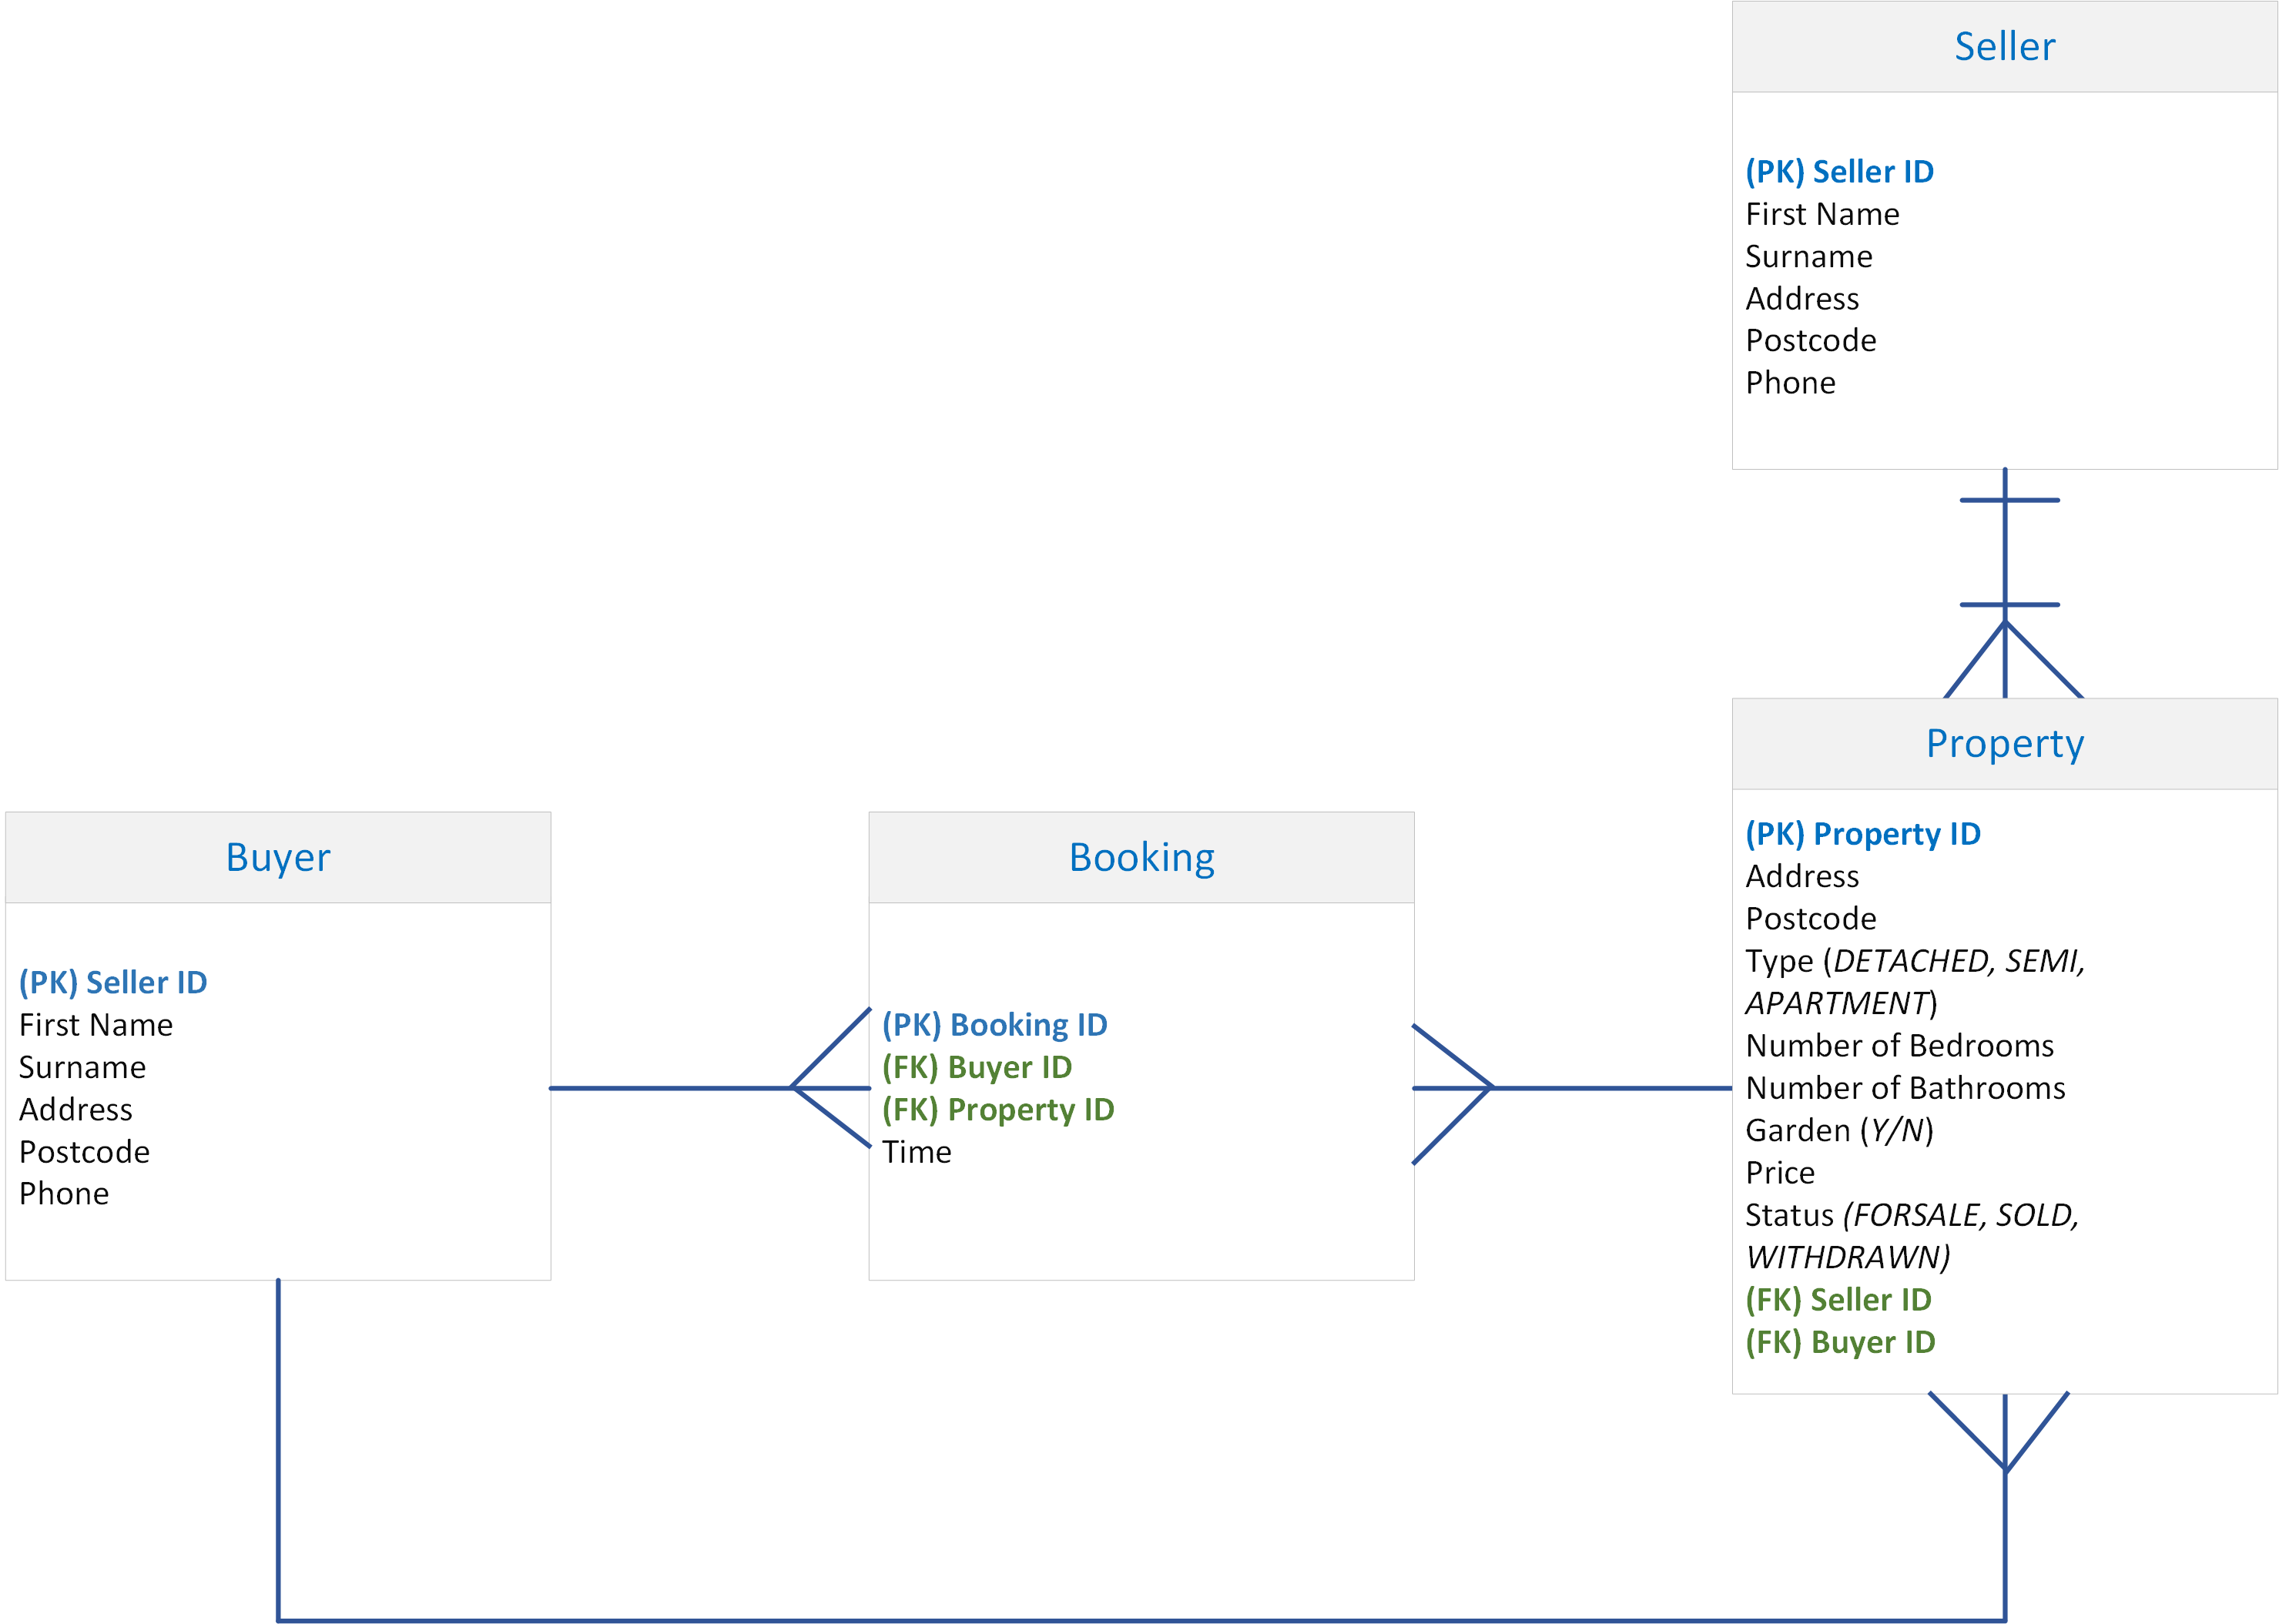 Seller
(PK) Seller ID
First Name
Surname
Address
Postcode
Phone
Property
(PK) Property ID
Address
Postcode
Type (DETACHED, SEMI,
APARTMENT)
Number of Bedrooms
Number of Bathrooms
Garden (Y/N)
Price
Status (FORSALE, SOLD,
WITHDRAWN)
(FK) Seller ID
(FK) Buyer ID
Buyer
(PK) Seller ID
First Name
Surname
Address
Postcode
Phone
Booking
(PK) Booking ID
(FK) Buyer ID
(FK) Property ID
Time